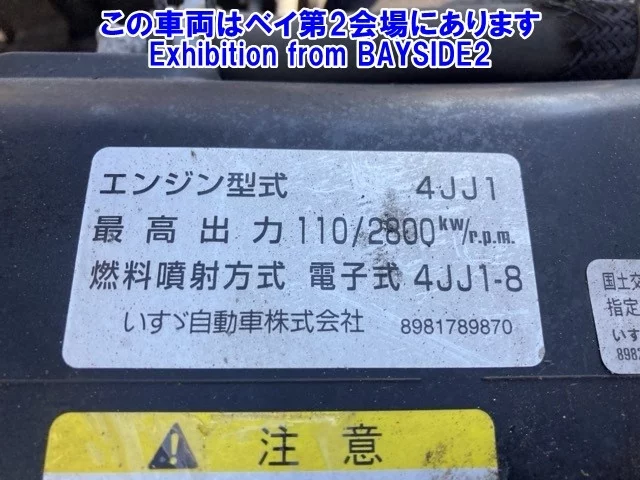 この車両はベイ第2会場にあります
Exhibition from BAYSIDE2
エンジン型式 4JJ1
最高出力 110/2800kw/r.p.m.
燃料噴射方式 電子式 4JJ1-8
いすゞ自動車株式会社 8981789870
国土交
指定
いす
898
注意